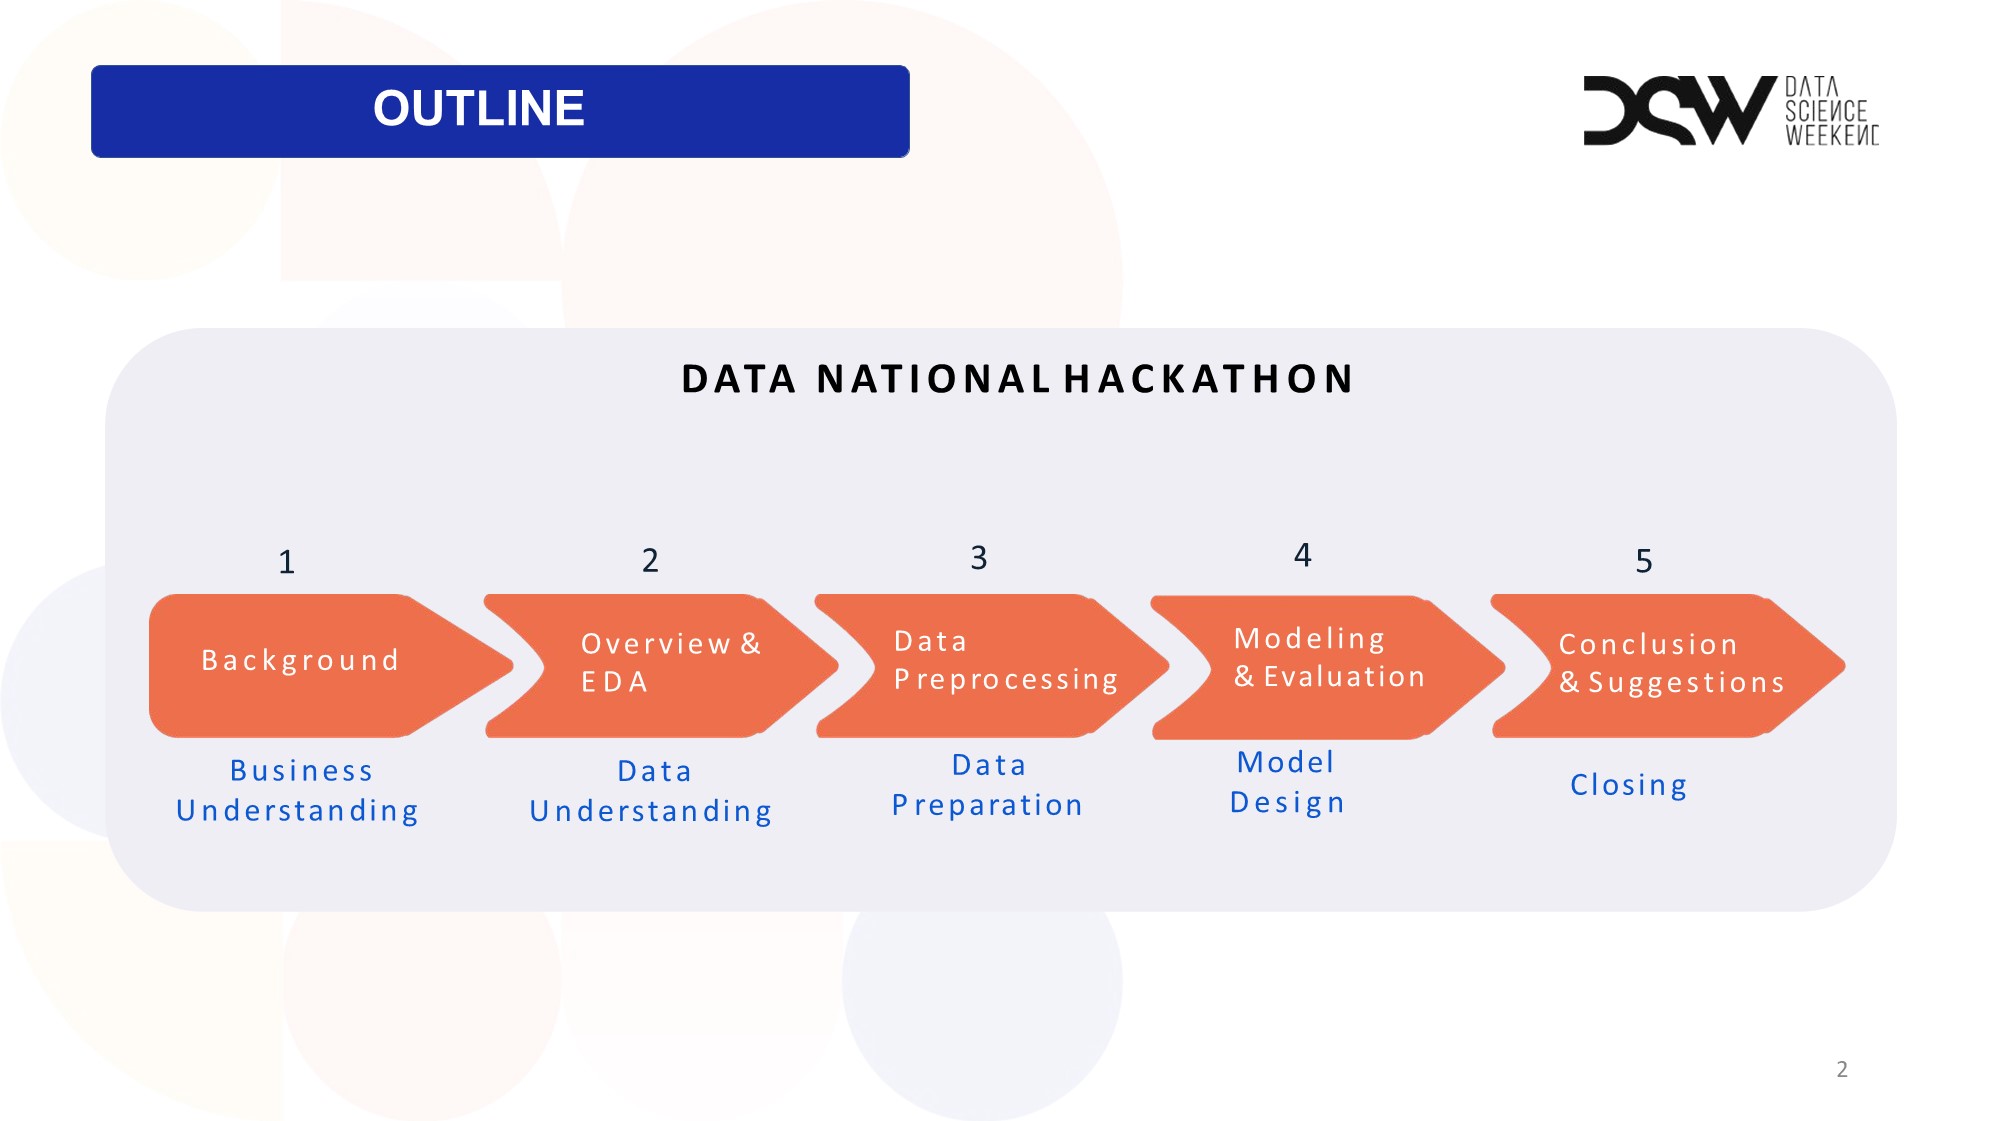 OUTLINE
DATA
SCIENCE
WEEKEND
DSW
DATA NATIONAL HACKATHON
1
2
3
4
5
Background
Overview &
EDA
Data
Preprocessing
Modeling
& Evaluation
Conclusion
& Suggestions
Business
Understanding
Data
Understanding
Data
Preparation
Model
Design
Closing
2